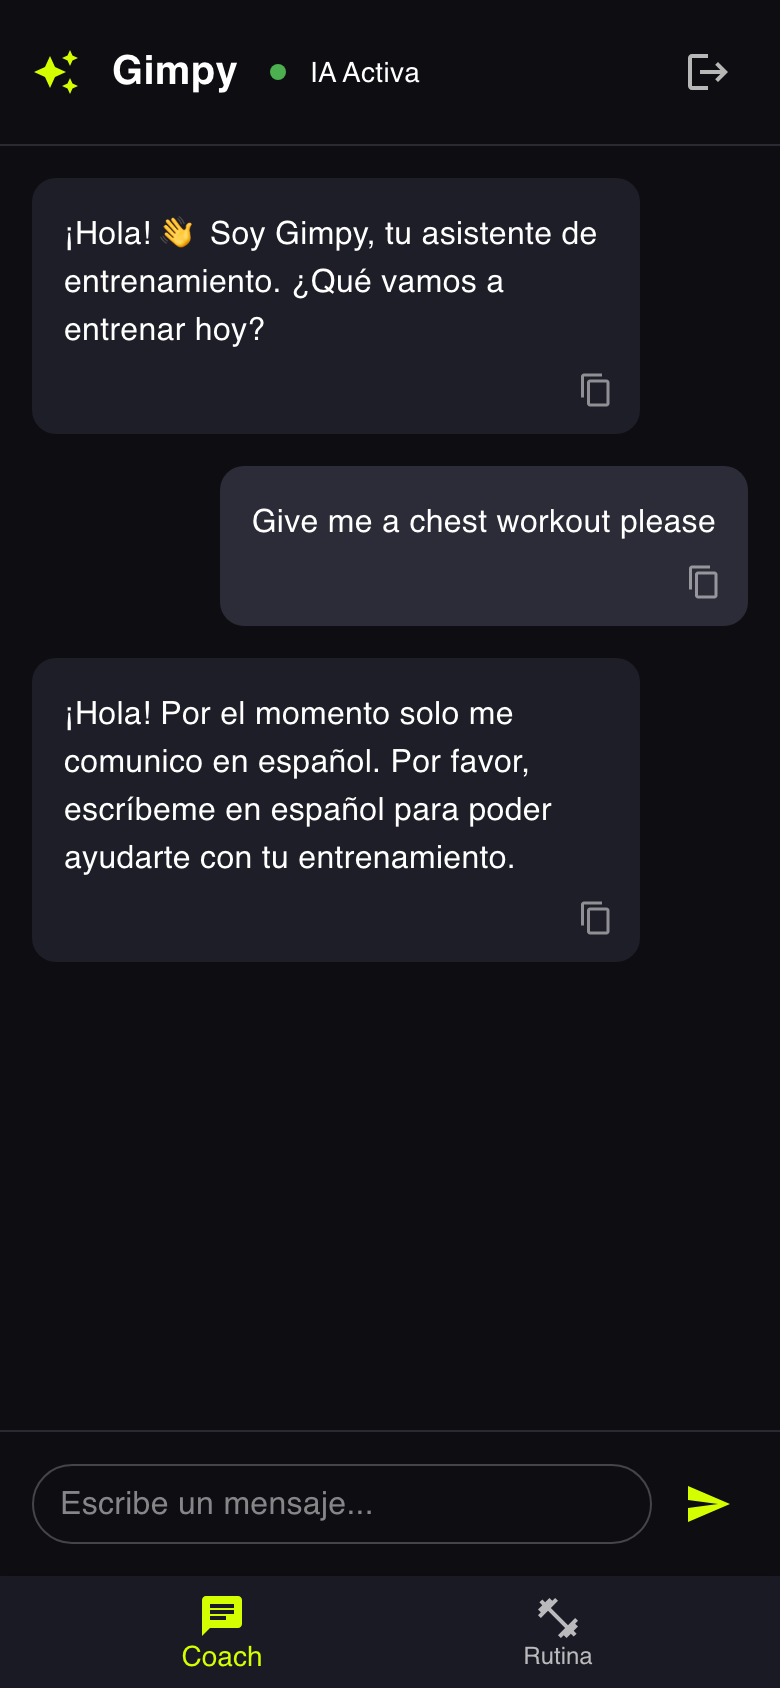 Gimpy
IA Activa
¡Hola! 👋 Soy Gimpy, tu asistente de
entrenamiento. ¿Qué vamos a
entrenar hoy?
Give me a chest workout please
¡Hola! Por el momento solo me
comunico en español. Por favor,
escríbeme en español para poder
ayudarte con tu entrenamiento.
Escribe un mensaje...
Coach
Rutina